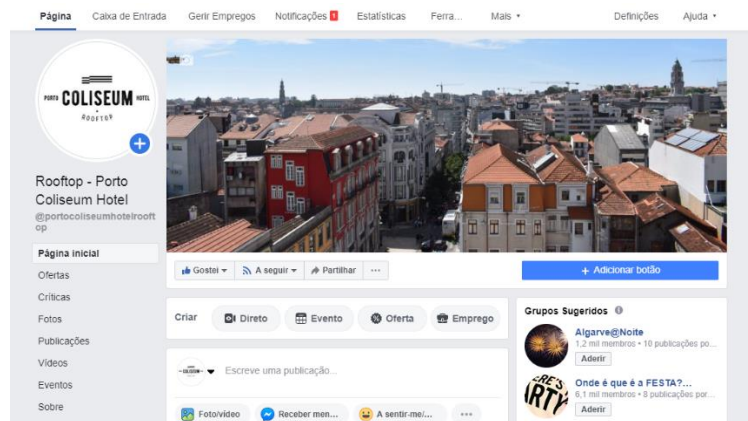 Página Caixa de Entrada Gerir Empregos Notificações 1 Estatísticas Ferra... Mais Definições Ajuda
PORTO COLISEUM HOTEL
ROOFTOP
Rooftop - Porto
Coliseum Hotel
@portocoliseumhotelrooft
op
Página inicial
Ofertas
Críticas
Fotos
Publicações
Vídeos
Eventos
Sobre
Gostei A seguir Partilhar ...
+ Adicionar botão
Criar Direto Evento Oferta Emprego
COLISEUM
Escreve uma publicação...
Foto/vídeo Receber men... A sentir-me/... ...
Grupos Sugeridos
Algarve@Noite
1,2 mil membros • 10 publicações po...
Aderir
Onde é que é a FESTA?...
6,1 mil membros • 8 publicações por...
Aderir